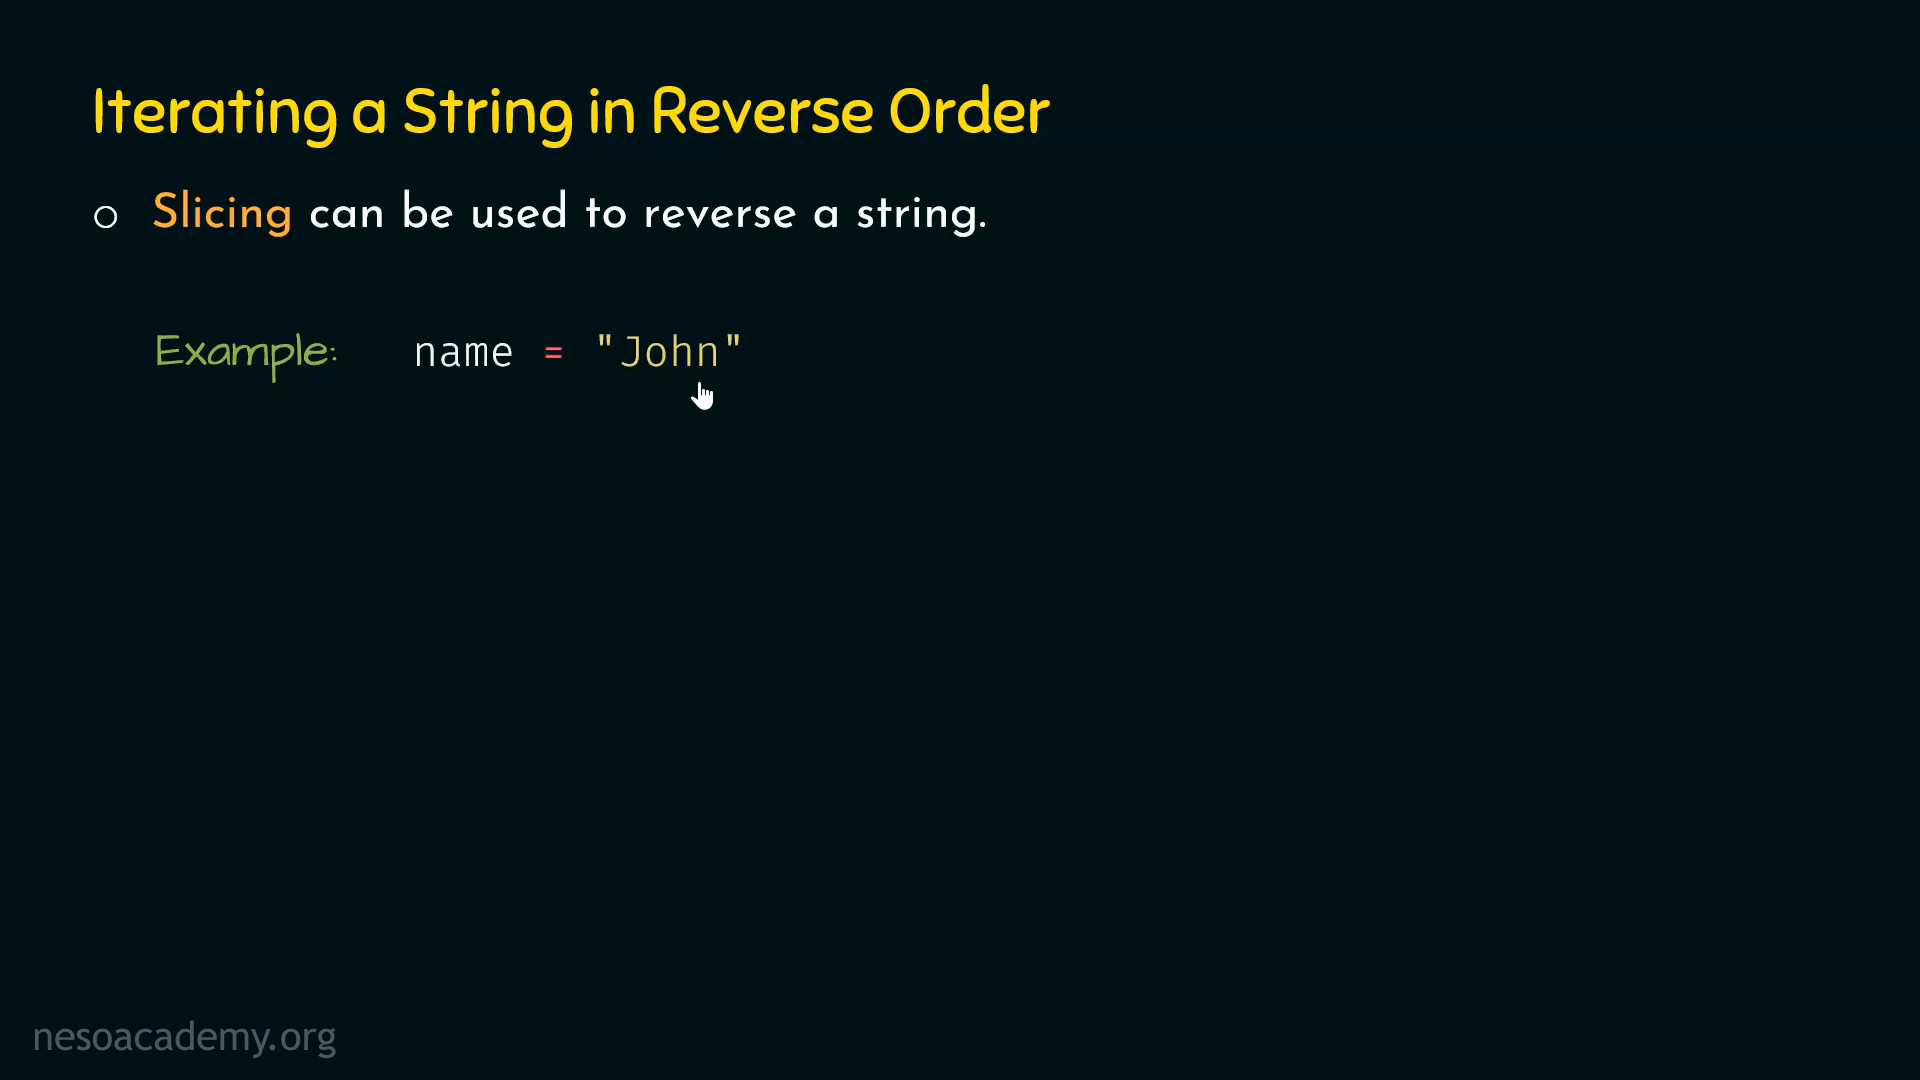 Iterating a String in Reverse Order
○ Slicing can be used to reverse a string.
Example: name = "John"
nesoacademy.org